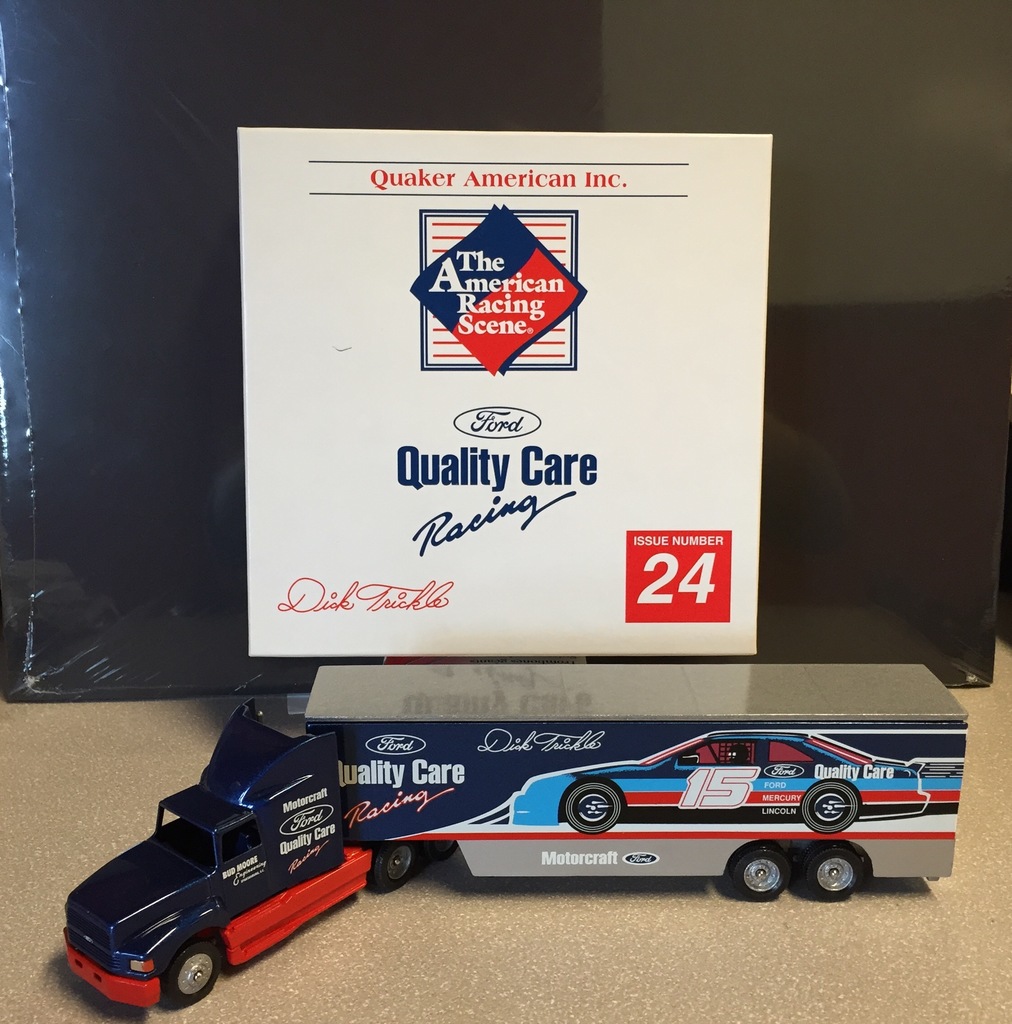 Quaker American Inc.
The
American
Racing
Scene®
Ford
Quality Care
Racing
ISSUE NUMBER
24
Dick Trickle
Ford
Dick Trickle
Quality Care
Racing
15
Ford
Quality Care
FORD
MERCURY
LINCOLN
Motorcraft
Ford
Motorcraft
Ford
Quality Care
Racing
BUD MOORE
Engineering